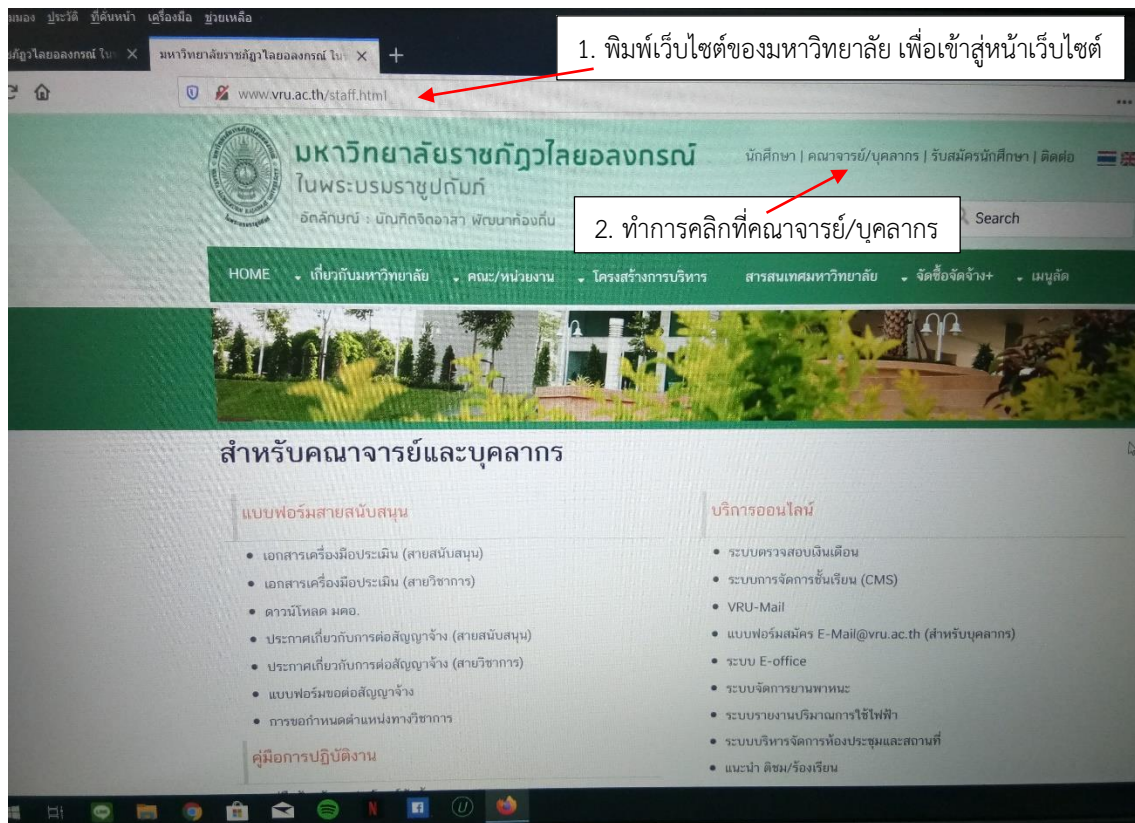 ประวัติ ที่คั่นหน้า เครื่องมือ ช่วยเหลือ
มหาวิทยาลัยราชภัฏวไลยอลงกรณ์ ใน
1. พิมพ์เว็บไซต์ของมหาวิทยาลัย เพื่อเข้าสู่หน้าเว็บไซต์
www.vru.ac.th/staff.html
มหาวิทยาลัยราชภัฏวไลยอลงกรณ์
ในพระบรมราชูปถัมภ์
อัตลักษณ์ : บัณฑิตจิตอาสา พัฒนาท้องถิ่น
นักศึกษา | คณาจารย์/บุคลากร | รับสมัครนักศึกษา | ติดต่อ
Search
2. ทำการคลิกที่คณาจารย์/บุคลากร
HOME เกี่ยวกับมหาวิทยาลัย คณะ/หน่วยงาน โครงสร้างการบริหาร สารสนเทศมหาวิทยาลัย จัดซื้อจัดจ้าง+ เมนูลัด
สำหรับคณาจารย์และบุคลากร
แบบฟอร์มสายสนับสนุน
• เอกสารเครื่องมือประเมิน (สายสนับสนุน)
• เอกสารเครื่องมือประเมิน (สายวิชาการ)
• ดาวน์โหลด มคอ.
• ประกาศเกี่ยวกับการต่อสัญญาจ้าง (สายสนับสนุน)
• ประกาศเกี่ยวกับการต่อสัญญาจ้าง (สายวิชาการ)
• แบบฟอร์มขอต่อสัญญาจ้าง
• การขอกำหนดตำแหน่งทางวิชาการ
คู่มือการปฏิบัติงาน
บริการออนไลน์
• ระบบตรวจสอบเงินเดือน
• ระบบการจัดการชั้นเรียน (CMS)
• VRU-Mail
• แบบฟอร์มสมัคร E-Mail@vru.ac.th (สำหรับบุคลากร)
• ระบบ E-office
• ระบบจัดการยานพาหนะ
• ระบบรายงานปริมาณการใช้ไฟฟ้า
• ระบบบริหารจัดการห้องประชุมและสถานที่
• แนะนำ ติชม/ร้องเรียน